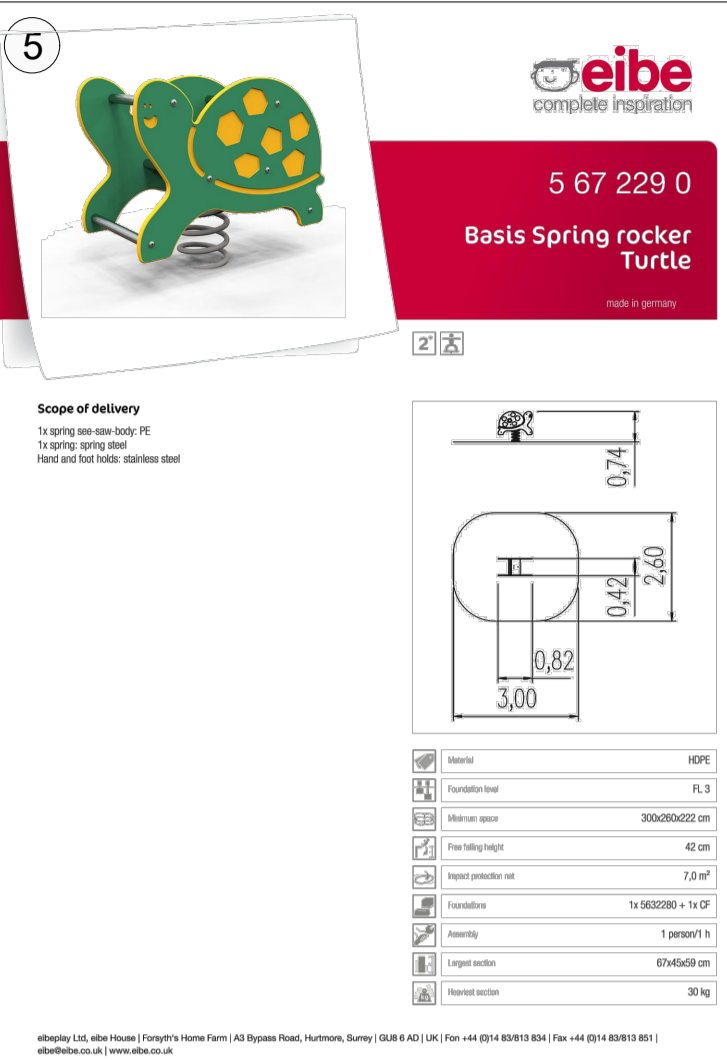 5
eibe
complete inspiration
5 67 229 0
Basis Spring rocker
Turtle
made in germany
2+
Scope of delivery
1x spring see-saw-body: PE
1x spring: spring steel
Hand and foot holds: stainless steel
0,74
2,60
0,42
0,82
3,00
Material HDPE
Foundation level FL 3
Minimum space 300x260x222 cm
Free falling height 42 cm
Impact protection net 7,0 m²
Foundations 1x 5632280 + 1x CF
Assembly 1 person/1 h
Largest section 67x45x59 cm
Heaviest section 30 kg
eibeplay Ltd, eibe House | Forsyth's Home Farm | A3 Bypass Road, Hurtmore, Surrey | GU8 6 AD | UK | Fon +44 (0)14 83/813 834 | Fax +44 (0)14 83/813 851 |
eibe@eibe.co.uk | www.eibe.co.uk